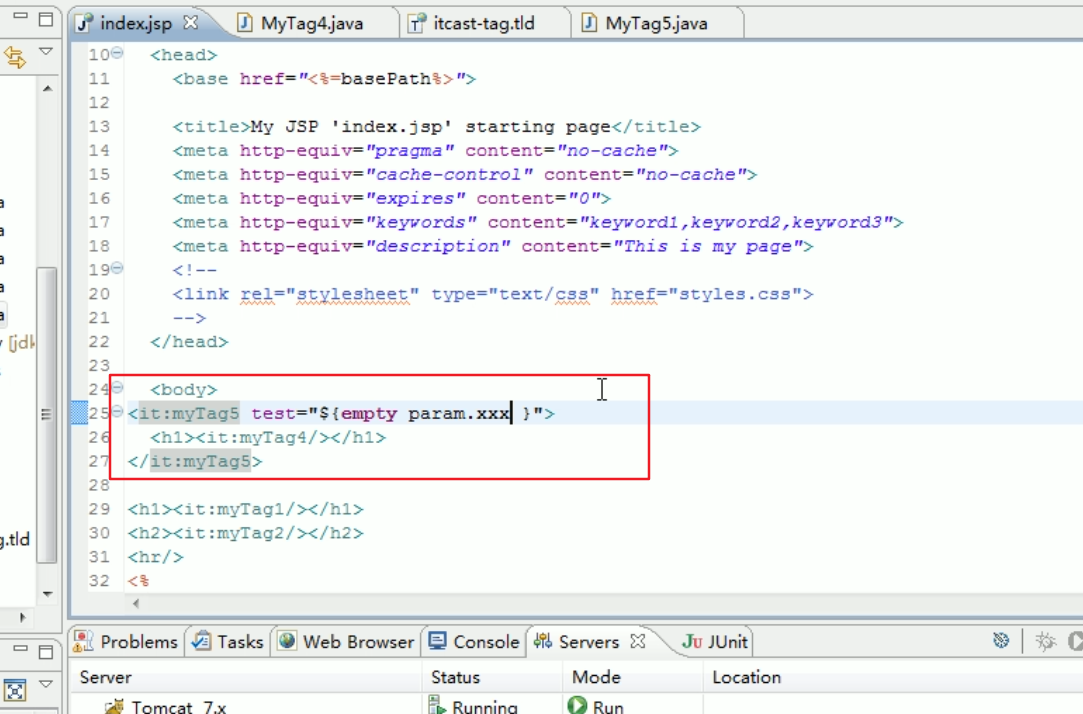 index.jsp MyTag4.java itcast-tag.tld MyTag5.java
10 <head>
11 <base href="<%=basePath%>">
12
13 <title>My JSP 'index.jsp' starting page</title>
14 <meta http-equiv="pragma" content="no-cache">
15 <meta http-equiv="cache-control" content="no-cache">
16 <meta http-equiv="expires" content="0">
17 <meta http-equiv="keywords" content="keyword1,keyword2,keyword3">
18 <meta http-equiv="description" content="This is my page">
19 <!--
20 <link rel="stylesheet" type="text/css" href="styles.css">
21 -->
22 </head>
23
24 <body>
25 <it:myTag5 test="${empty param.xxx }">
26 <h1><it:myTag4/></h1>
27 </it:myTag5>
28
29 <h1><it:myTag1/></h1>
30 <h2><it:myTag2/></h2>
31 <hr/>
32 <%
a
a
a
a
a
[jdk
g.tld
Problems Tasks Web Browser Console Servers JUnit
Server Status Mode Location
Tomcat 7.x Running Run